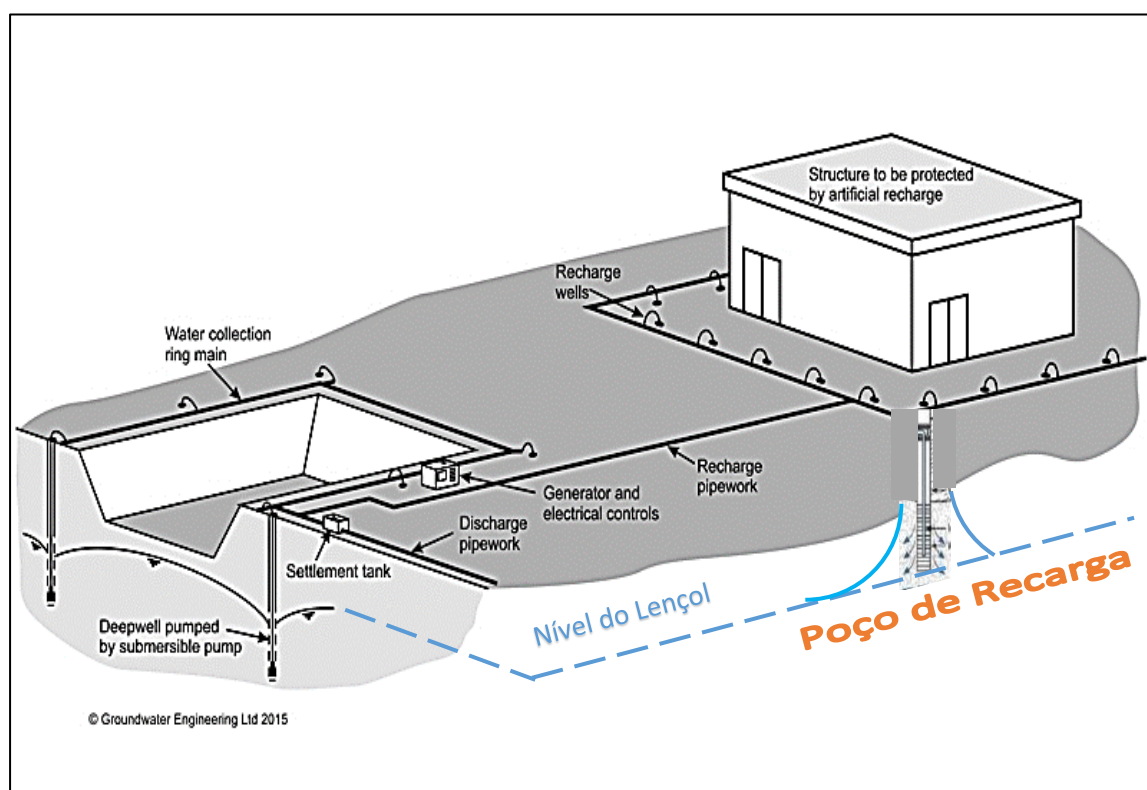 Structure to be protected
by artificial recharge
Recharge
wells
Water collection
ring main
Recharge
pipework
Generator and
electrical controls
Discharge
pipework
Settlement tank
Deepwell pumped
by submersible pump
Nível do Lençol
Poço de Recarga
© Groundwater Engineering Ltd 2015